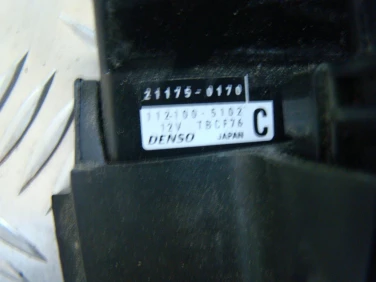 21175-0170
112100-5102
12V TBCF76
DENSO JAPAN
C